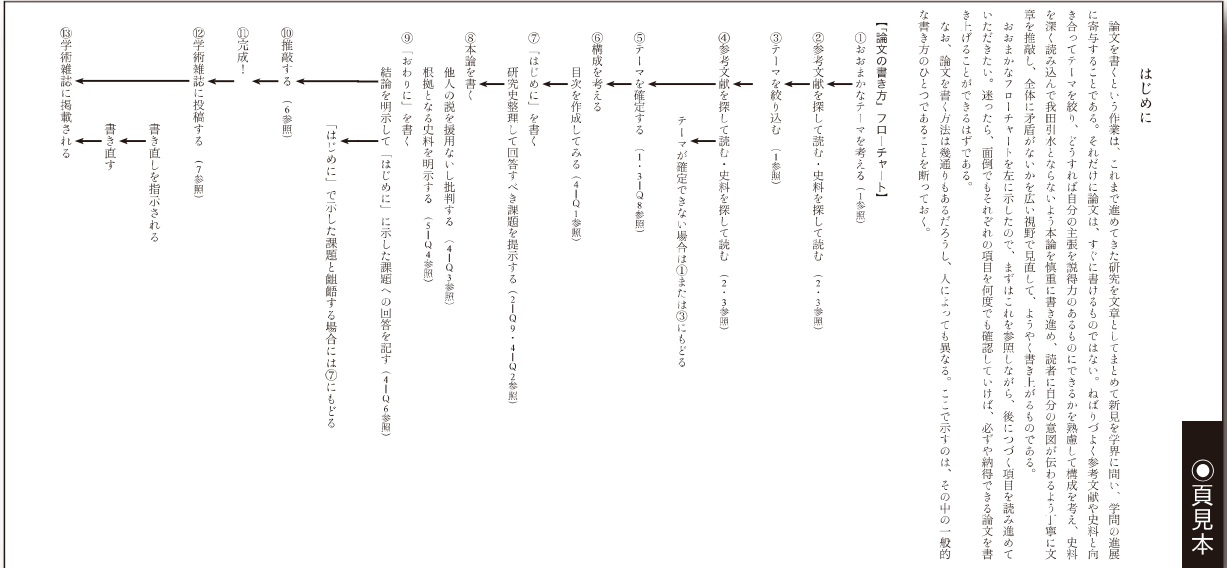 はじめに
論文を書くという作業は、これまで進めてきた研究を文章としてまとめて新見を学界に問い、学問の進展
に寄与することである。それだけに論文は、すぐに書けるものではない。ねばりづよく参考文献や史料と向
き合ってテーマを絞り、どうすれば自分の主張を説得力のあるものにできるかを熟慮して構成を考え、史料
を深く読み込んで我田引水とならないよう本論を慎重に書き進め、読者に自分の意図が伝わるよう丁寧に文
章を推敲し、全体に矛盾がないかを広い視野で見直して、ようやく書き上がるものである。
おおまかなフローチャートを左に示したので、まずはこれを参照しながら、後につづく項目を読み進めて
いただきたい。迷ったら、面倒でもそれぞれの項目を何度でも確認していけば、必ずや納得できる論文を書
き上げることができるはずである。
なお、論文を書く方法は幾通りもあるだろうし、人によっても異なる。ここで示すのは、その中の一般的
な書き方のひとつであることを断っておく。
【「論文の書き方」フローチャート】
①おおまかなテーマを考える（1参照）
②参考文献を探して読む・史料を探して読む（2・3参照）
③テーマを絞り込む（1参照）
④参考文献を探して読む・史料を探して読む（2・3参照）
テーマが確定できない場合は①または③にもどる
⑤テーマを確定する（1・3―Q8参照）
⑥構成を考える
目次を作成してみる（4―Q1参照）
⑦「はじめに」を書く
研究史整理して回答すべき課題を提示する（2―Q9・4―Q2参照）
⑧本論を書く
他人の説を援用ないし批判する（4―Q3参照）
根拠となる史料を明示する（5―Q4参照）
⑨「おわりに」を書く
結論を明示して「はじめに」に示した課題への回答を記す（4―Q6参照）
「はじめに」で示した課題と齟齬する場合には⑦にもどる
⑩推敲する（6参照）
⑪完成！
⑫学術雑誌に投稿する（7参照）
書き直しを指示される
書き直す
⑬学術雑誌に掲載される
◉頁見本